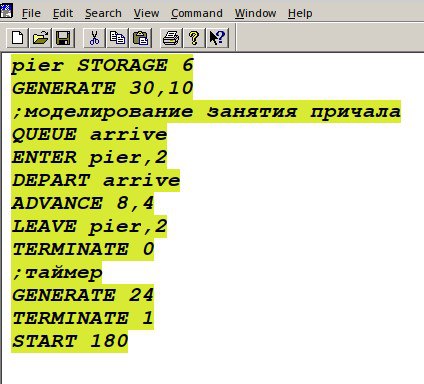 File Edit Search View Command Window Help
pier STORAGE 6
GENERATE 30,10
;моделирование занятия причала
QUEUE arrive
ENTER pier,2
DEPART arrive
ADVANCE 8,4
LEAVE pier,2
TERMINATE 0
;таймер
GENERATE 24
TERMINATE 1
START 180